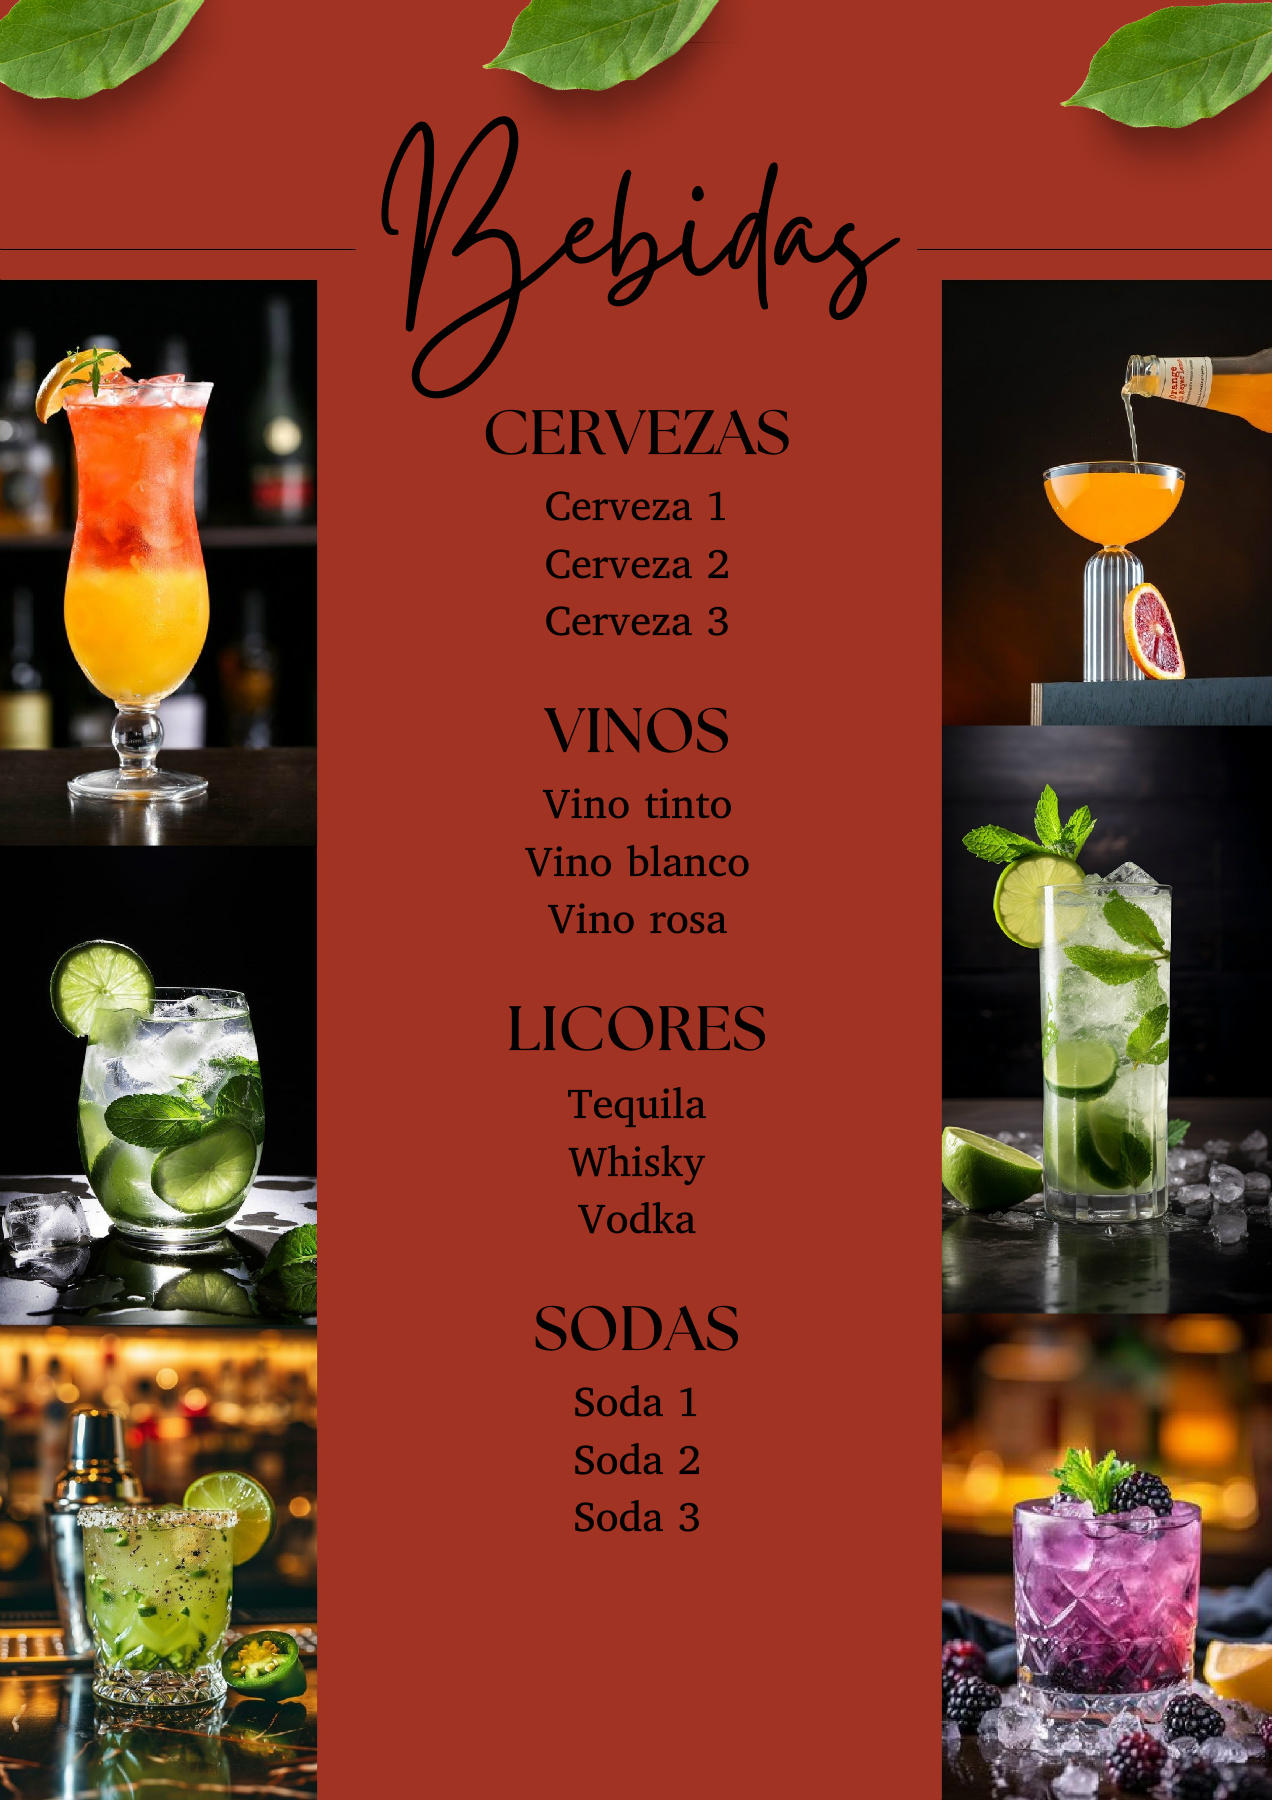 Bebidas
CERVEZAS
Cerveza 1
Cerveza 2
Cerveza 3
VINOS
Vino tinto
Vino blanco
Vino rosa
LICORES
Tequila
Whisky
Vodka
SODAS
Soda 1
Soda 2
Soda 3
Orange